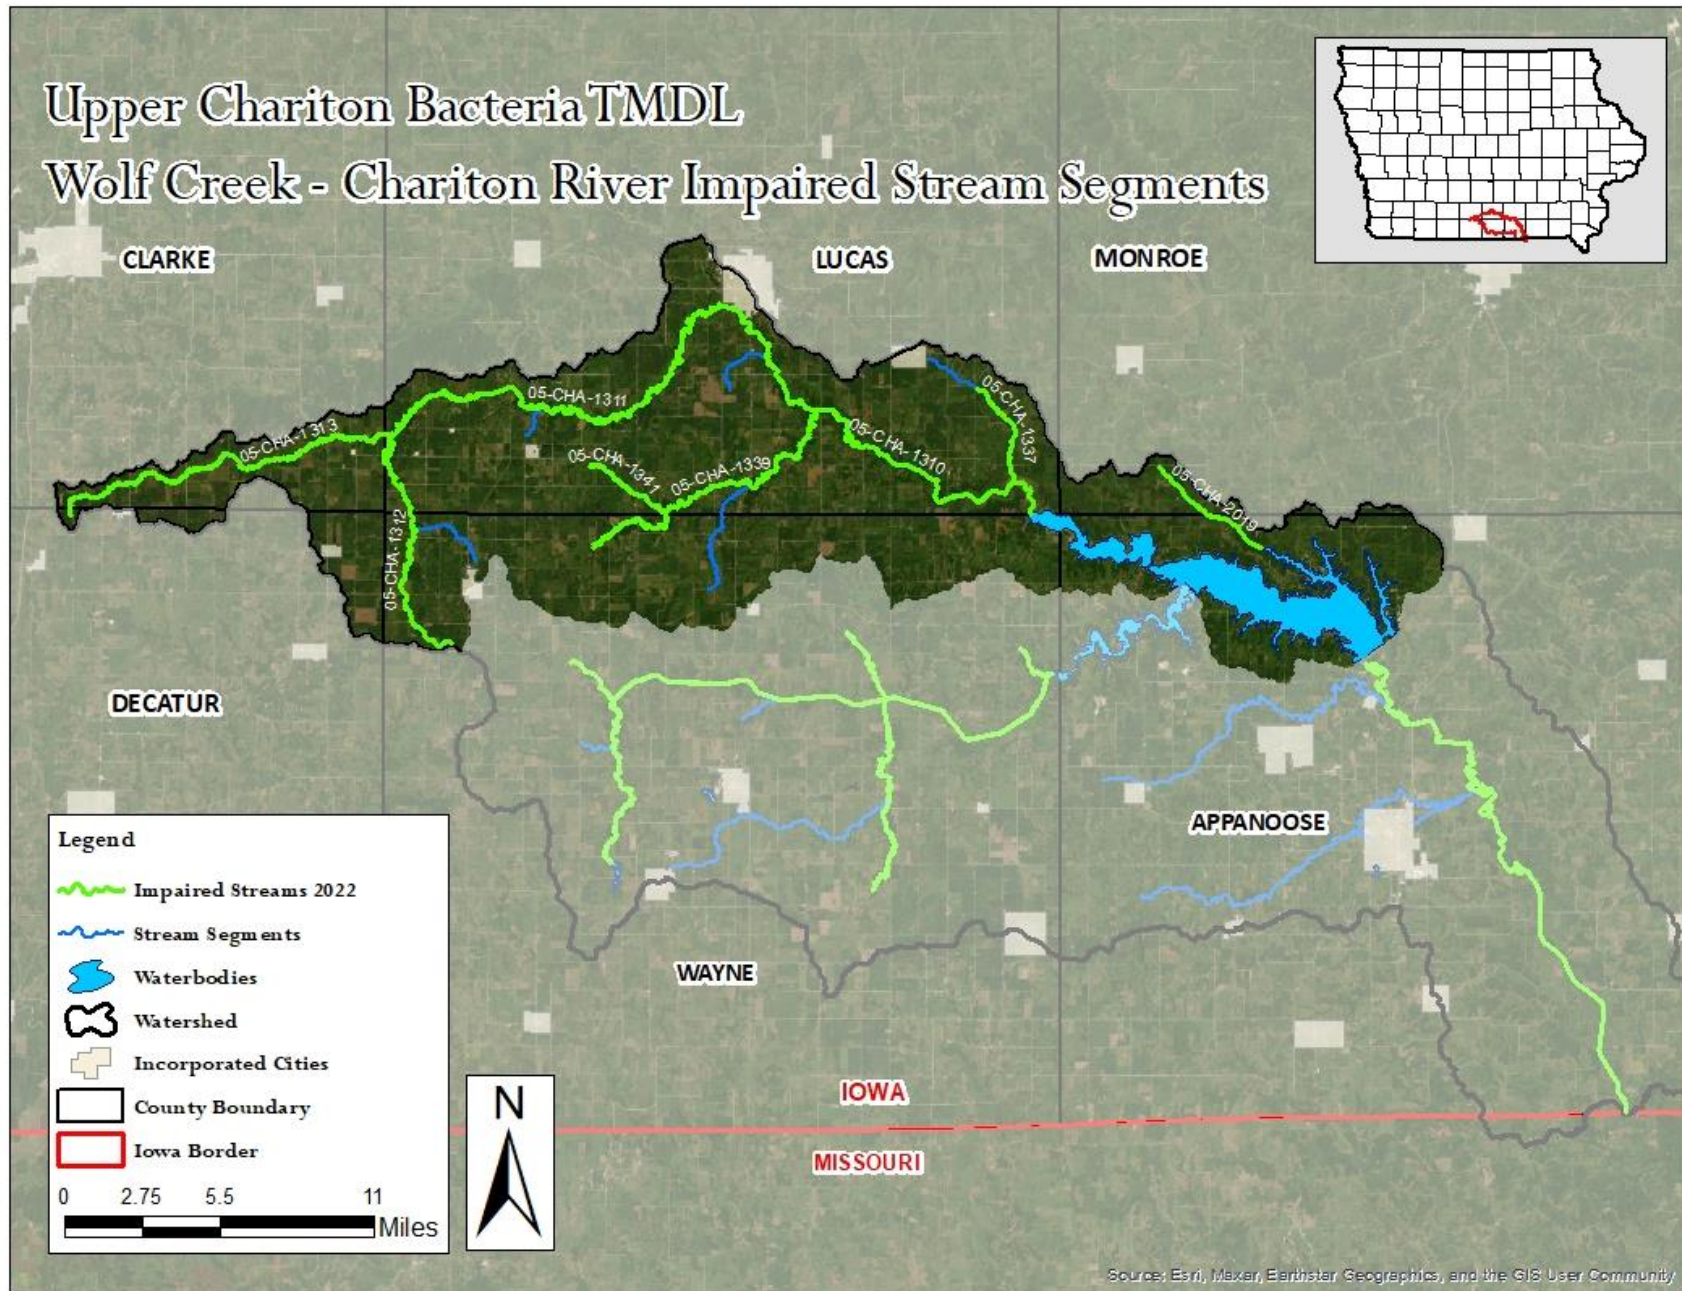 Upper Chariton Bacteria TMDL
Wolf Creek - Chariton River Impaired Stream Segments
CLARKE
LUCAS
MONROE
05-CHA-1313
05-CHA-1311
05-CHA-1312
05-CHA-1341
05-CHA-1339
05-CHA-1310
05-CHA-1337
05-CHA-2019
DECATUR
APPANOOSE
WAYNE
IOWA
MISSOURI
Legend
Impaired Streams 2022
Stream Segments
Waterbodies
Watershed
Incorporated Cities
County Boundary
Iowa Border
0 2.75 5.5 11
Miles
N
Source: Esri, Maxar, Earthstar Geographics, and the GIS User Community